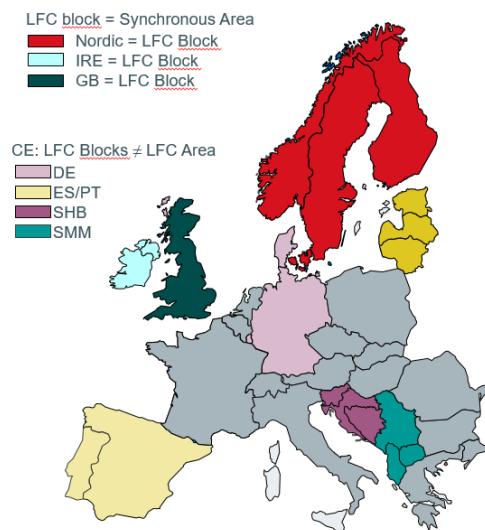 LFC block = Synchronous Area
Nordic = LFC Block
IRE = LFC Block
GB = LFC Block
CE: LFC Blocks ≠ LFC Area
DE
ES/PT
SHB
SMM